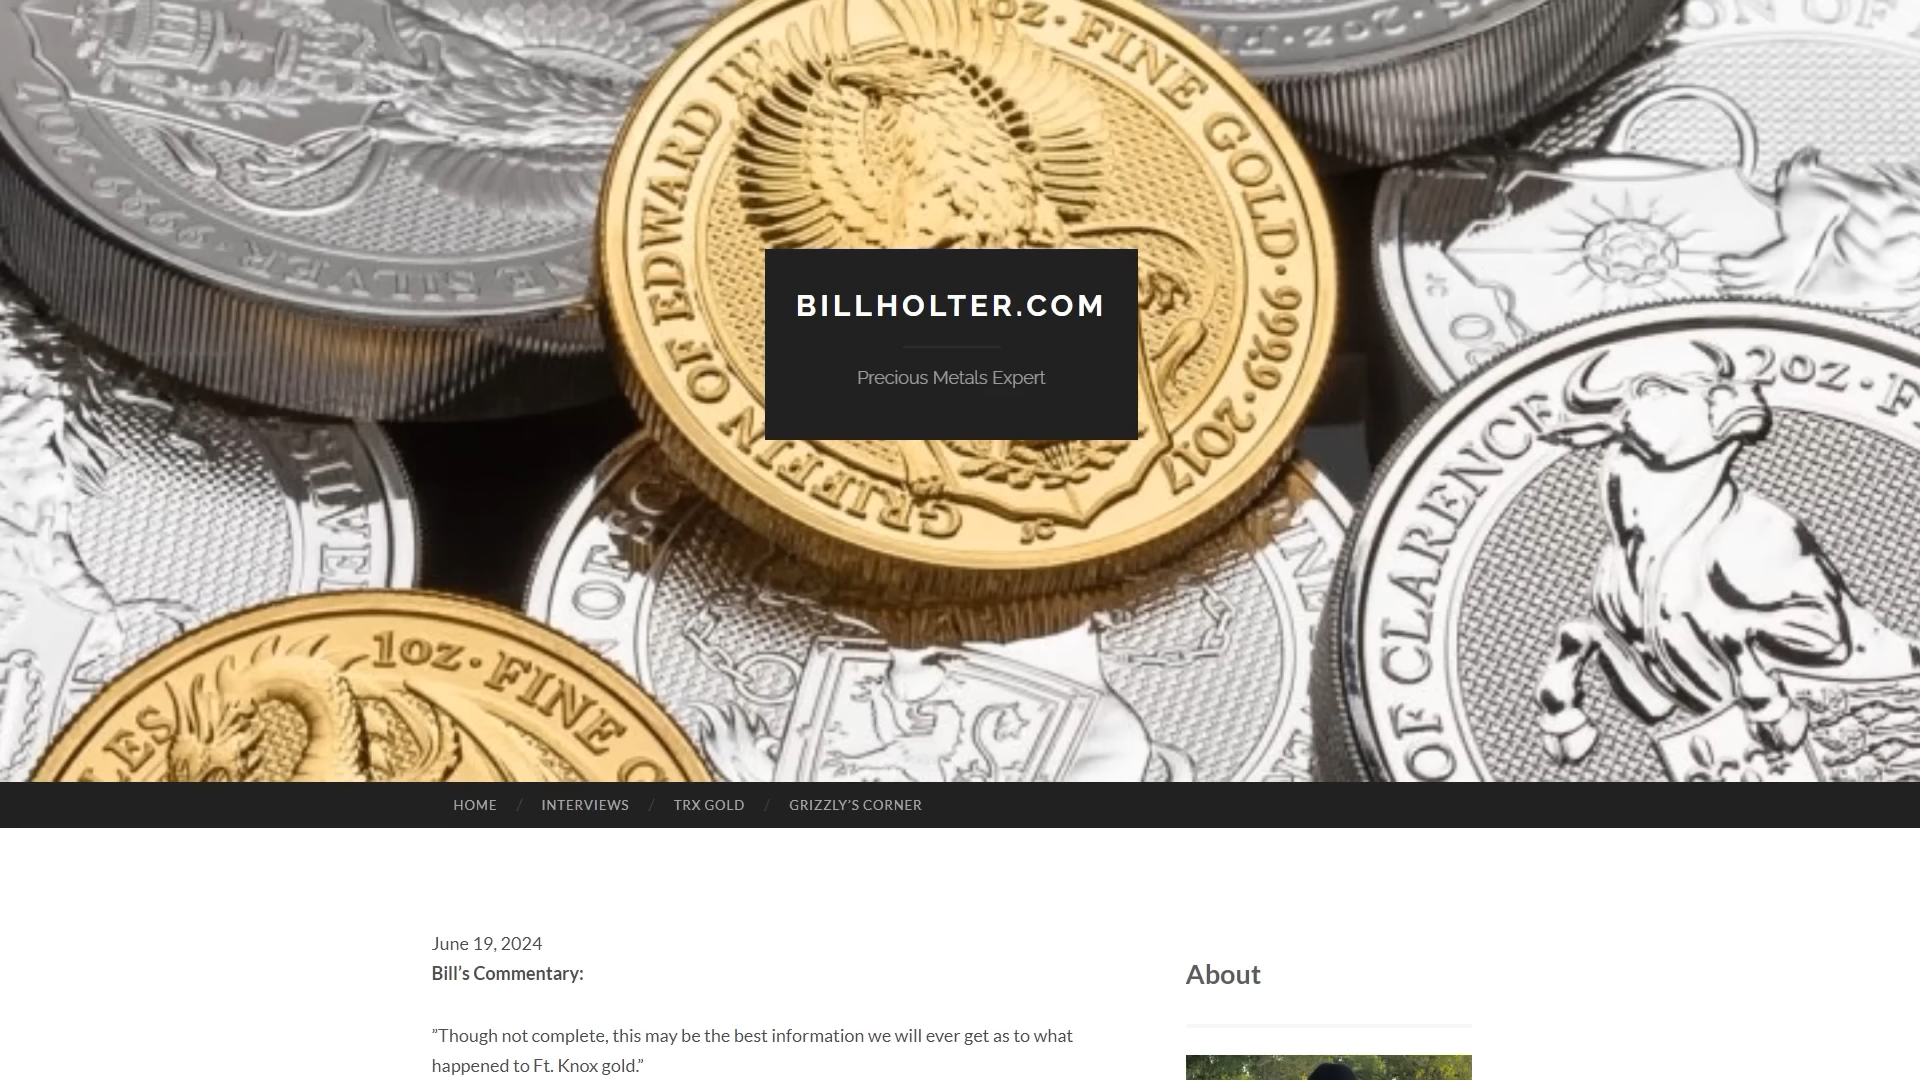 BILLHOLTER.COM
Precious Metals Expert
GRIFFIN OF EDWARD III 1oz · FINE GOLD · 999.9 · 2017
1oz · FINE
OF CLARENCE
2oz · F
HOME / INTERVIEWS / TRX GOLD / GRIZZLY’S CORNER
June 19, 2024
Bill’s Commentary:
”Though not complete, this may be the best information we will ever get as to what
happened to Ft. Knox gold.”
About